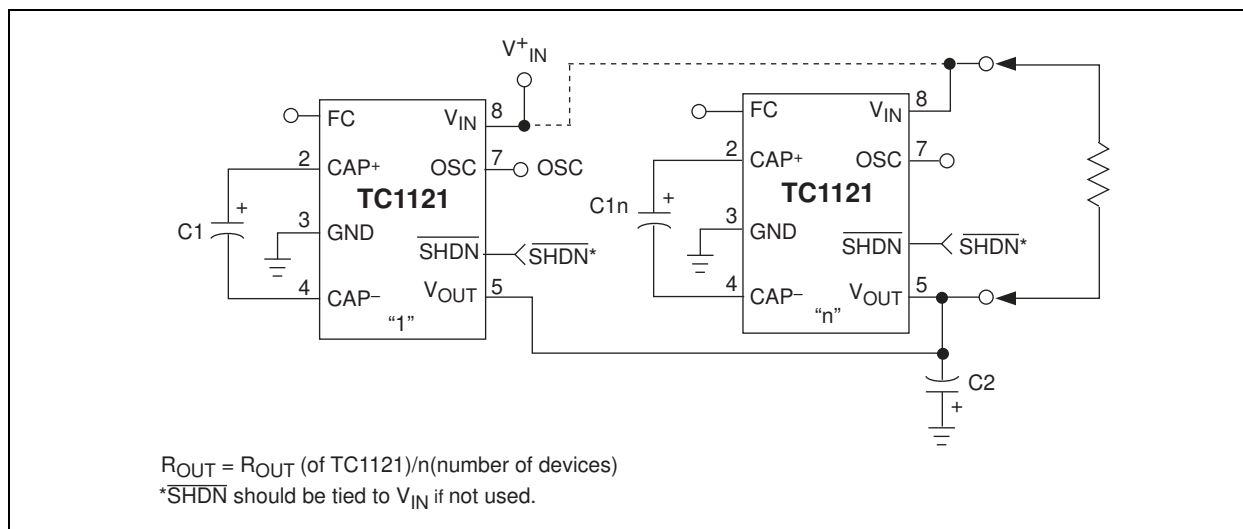 V+IN
FC
VIN
8
2
CAP+
OSC
7
OSC
TC1121
C1
+
3
GND
SHDN
SHDN*
4
CAP–
VOUT
5
“1”
FC
VIN
8
2
CAP+
OSC
7
TC1121
C1n
+
3
GND
SHDN
SHDN*
4
CAP–
VOUT
5
“n”
C2
+
ROUT = ROUT (of TC1121)/n(number of devices)
*SHDN should be tied to VIN if not used.